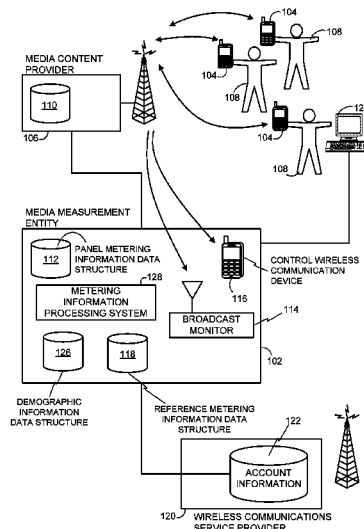 104
108
104
MEDIA CONTENT
PROVIDER
110
106
108
104
12
108
MEDIA MEASUREMENT
ENTITY
112
PANEL METERING
INFORMATION DATA
STRUCTURE
128
116
CONTROL WIRELESS
COMMUNICATION
DEVICE
METERING
INFORMATION
PROCESSING SYSTEM
114
BROADCAST
MONITOR
126
118
102
DEMOGRAPHIC
INFORMATION
DATA STRUCTURE
REFERENCE METERING
INFORMATION DATA
STRUCTURE
122
ACCOUNT
INFORMATION
120
WIRELESS COMMUNICATIONS
SERVICE PROVIDER